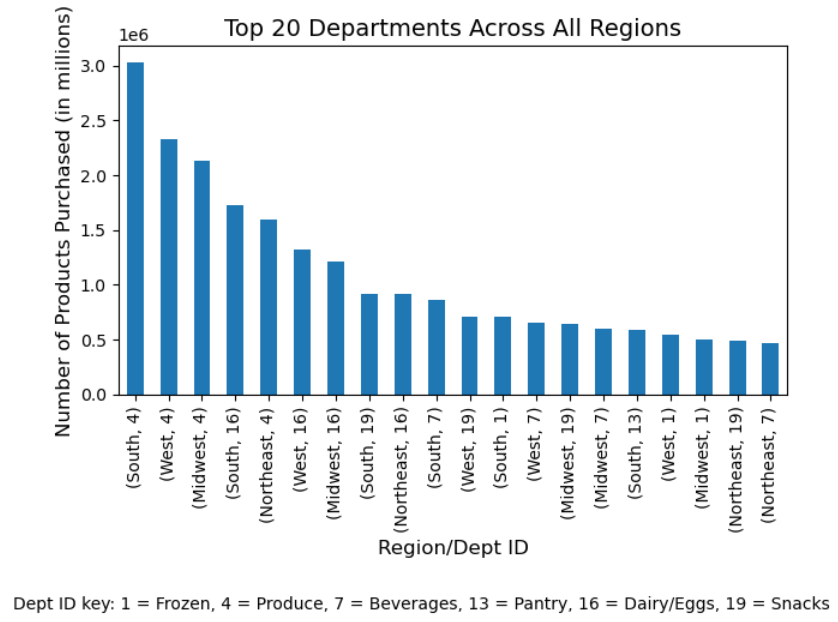 Top 20 Departments Across All Regions
1e6
Number of Products Purchased (in millions)
3.0
2.5
2.0
1.5
1.0
0.5
0.0
(South, 4)
(West, 4)
(Midwest, 4)
(South, 16)
(Northeast, 4)
(West, 16)
(Midwest, 16)
(South, 19)
(Northeast, 16)
(South, 7)
(West, 19)
(South, 1)
(West, 7)
(Midwest, 19)
(Midwest, 7)
(South, 13)
(West, 1)
(Midwest, 1)
(Northeast, 19)
(Northeast, 7)
Region/Dept ID
Dept ID key: 1 = Frozen, 4 = Produce, 7 = Beverages, 13 = Pantry, 16 = Dairy/Eggs, 19 = Snacks